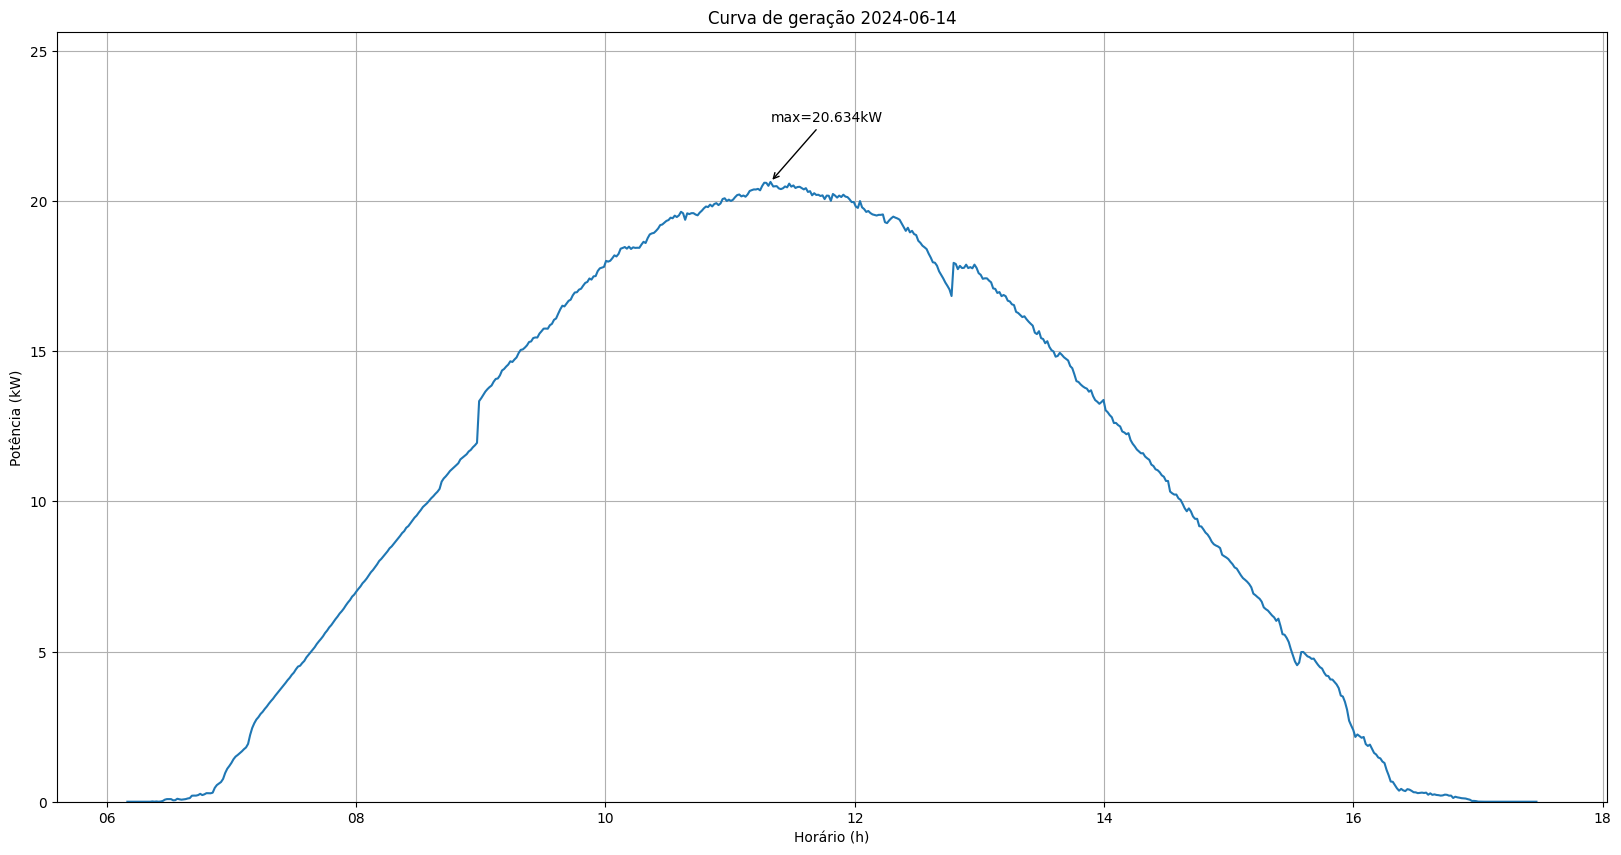 Curva de geração 2024-06-14
25
max=20.634kW
20
15
Potência (kW)
10
5
0
06 08 10 12 14 16 18
Horário (h)